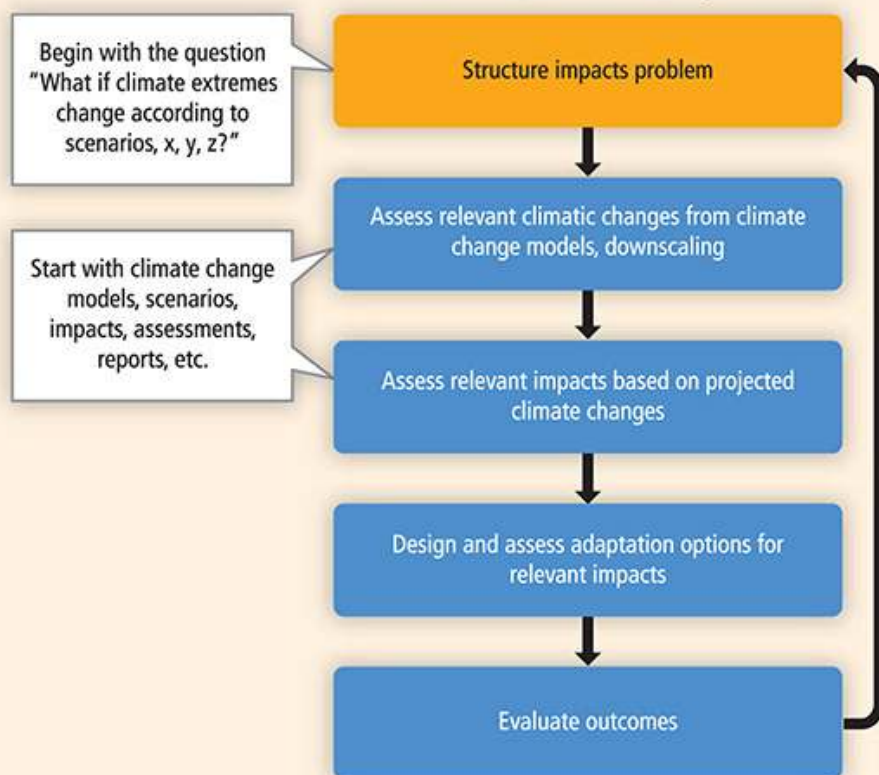 Begin with the question
"What if climate extremes
change according to
scenarios, x, y, z?"
Structure impacts problem
Assess relevant climatic changes from climate
change models, downscaling
Start with climate change
models, scenarios,
impacts, assessments,
reports, etc.
Assess relevant impacts based on projected
climate changes
Design and assess adaptation options for
relevant impacts
Evaluate outcomes